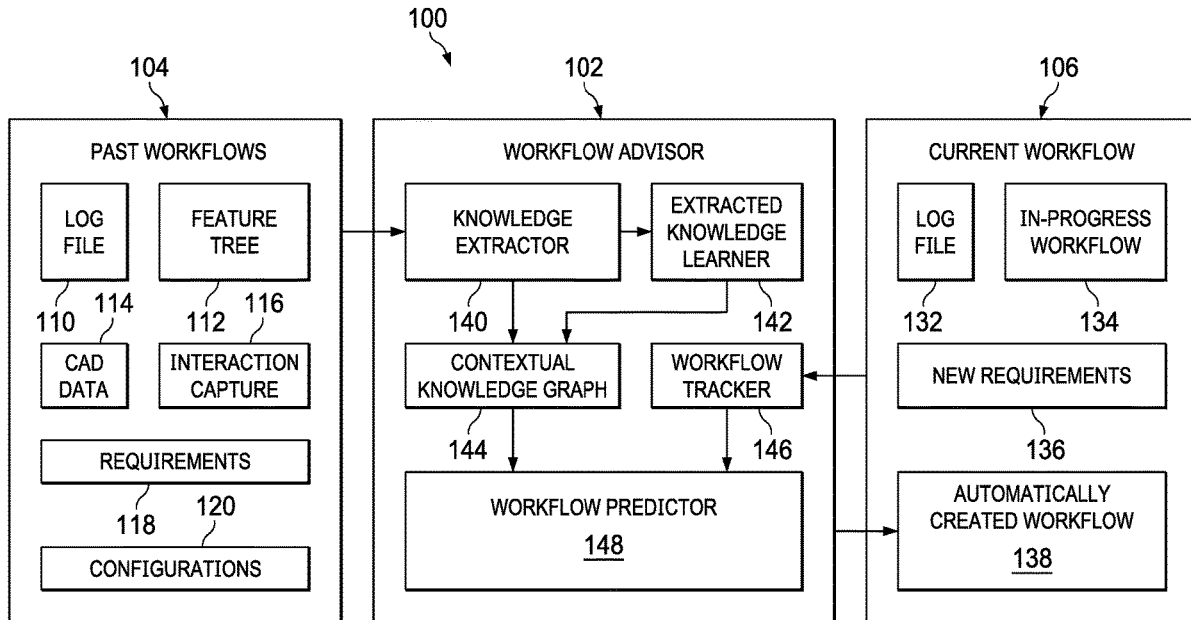 100
104
PAST WORKFLOWS
LOG
FILE
FEATURE
TREE
110
114
112
116
CAD
DATA
INTERACTION
CAPTURE
REQUIREMENTS
118
120
CONFIGURATIONS
102
WORKFLOW ADVISOR
KNOWLEDGE
EXTRACTOR
EXTRACTED
KNOWLEDGE
LEARNER
140
142
CONTEXTUAL
KNOWLEDGE GRAPH
WORKFLOW
TRACKER
144
146
WORKFLOW PREDICTOR
148
106
CURRENT WORKFLOW
LOG
FILE
IN-PROGRESS
WORKFLOW
132
134
NEW REQUIREMENTS
136
AUTOMATICALLY
CREATED WORKFLOW
138